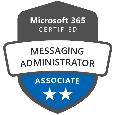 Microsoft 365
CERTIFIED
MESSAGING
ADMINISTRATOR
ASSOCIATE